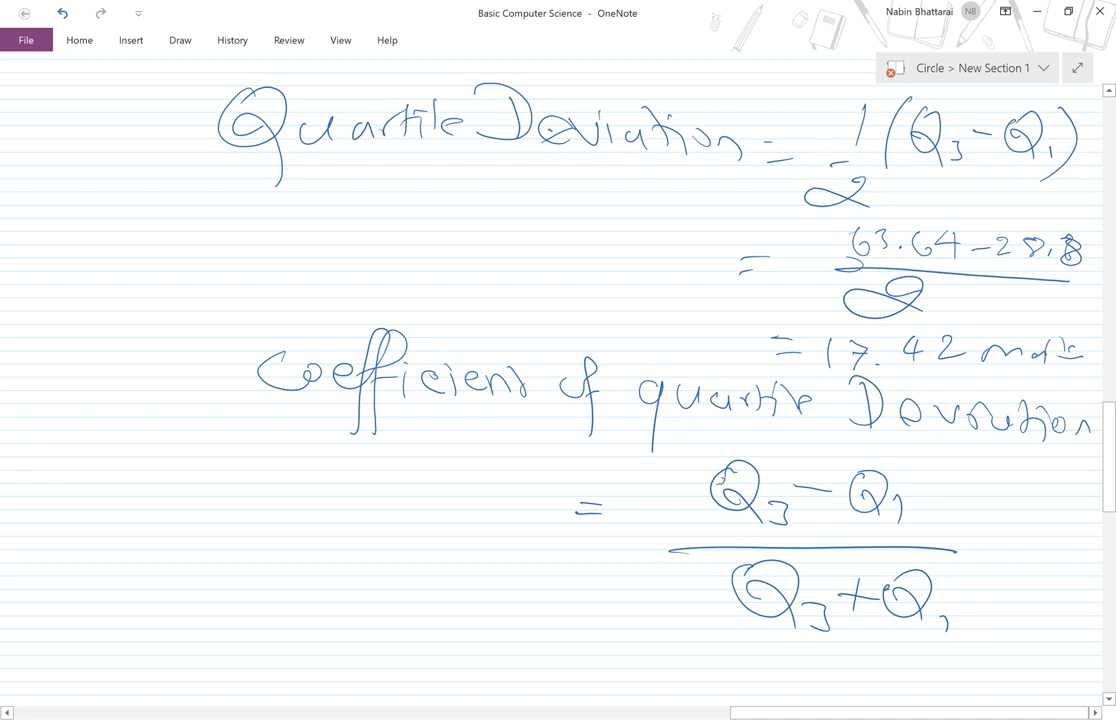 Basic Computer Science - OneNote
Nabin Bhattarai NB
File Home Insert Draw History Review View Help
Circle > New Section 1
Quartile Deviation = 1/2 (Q3 - Q1)
= 63.64 - 28.8 / 2
= 17.42 marks
Coefficient of quartile Deviation
= Q3 - Q1
Q3 + Q1